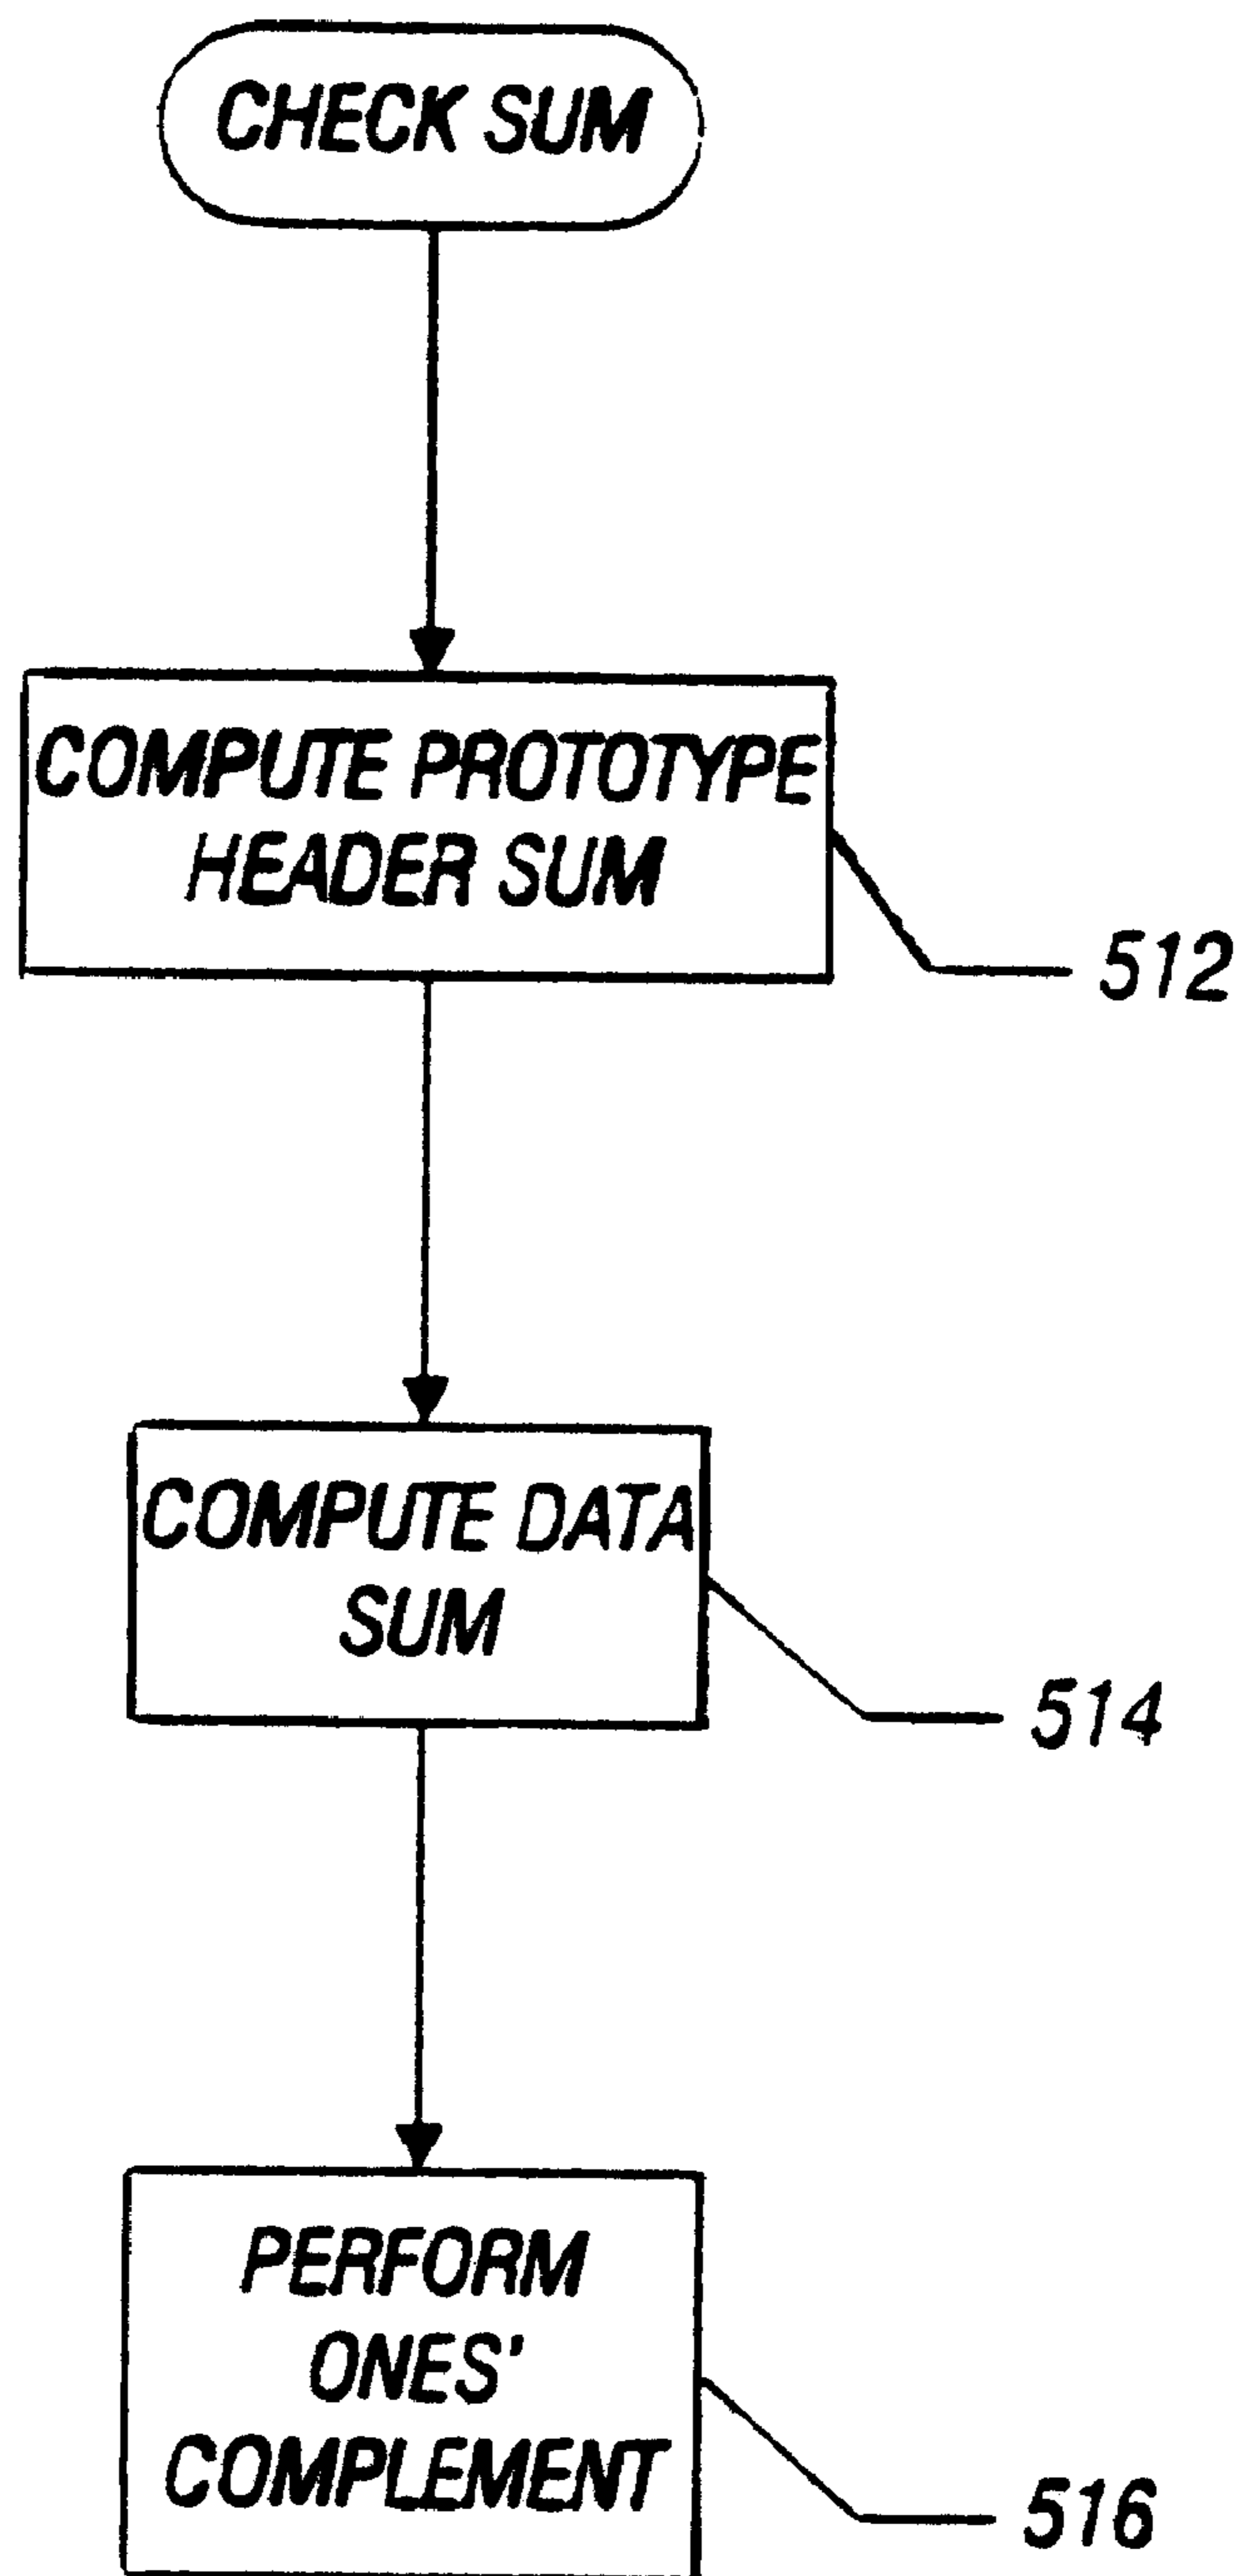 CHECK SUM
COMPUTE PROTOTYPE
HEADER SUM
512
COMPUTE DATA
SUM
514
PERFORM
ONES'
COMPLEMENT
516